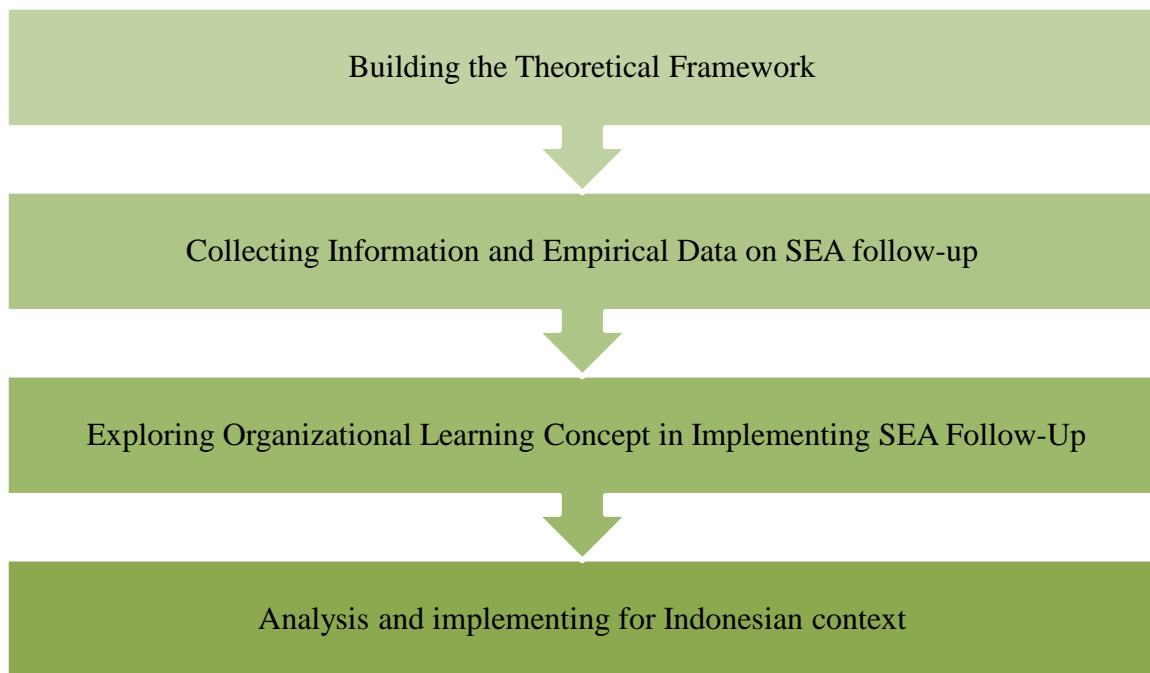 Building the Theoretical Framework
Collecting Information and Empirical Data on SEA follow-up
Exploring Organizational Learning Concept in Implementing SEA Follow-Up
Analysis and implementing for Indonesian context